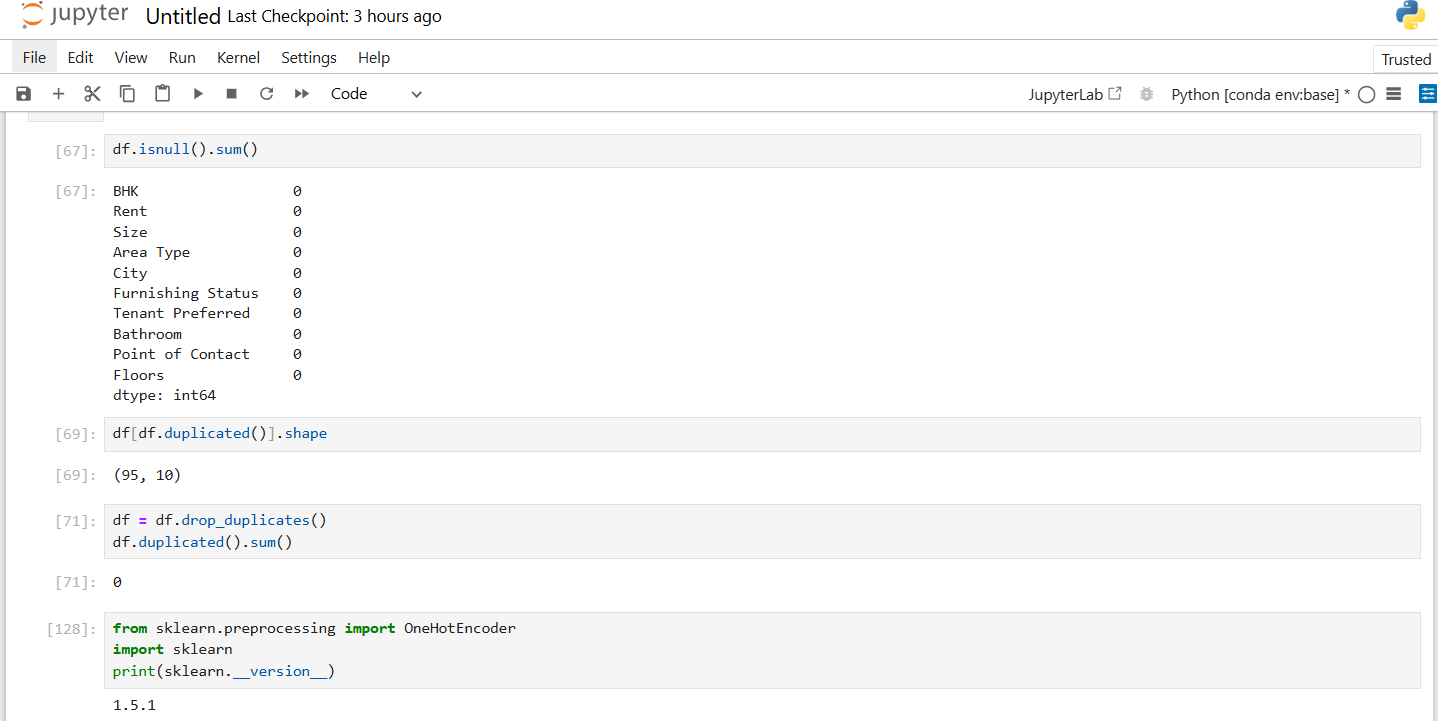 jupyter Untitled Last Checkpoint: 3 hours ago
File Edit View Run Kernel Settings Help Trusted
Code JupyterLab Python [conda env:base] *
[67]: df.isnull().sum()
[67]: BHK 0
Rent 0
Size 0
Area Type 0
City 0
Furnishing Status 0
Tenant Preferred 0
Bathroom 0
Point of Contact 0
Floors 0
dtype: int64
[69]: df[df.duplicated()].shape
[69]: (95, 10)
[71]: df = df.drop_duplicates()
df.duplicated().sum()
[71]: 0
[128]: from sklearn.preprocessing import OneHotEncoder
import sklearn
print(sklearn.__version__)
1.5.1